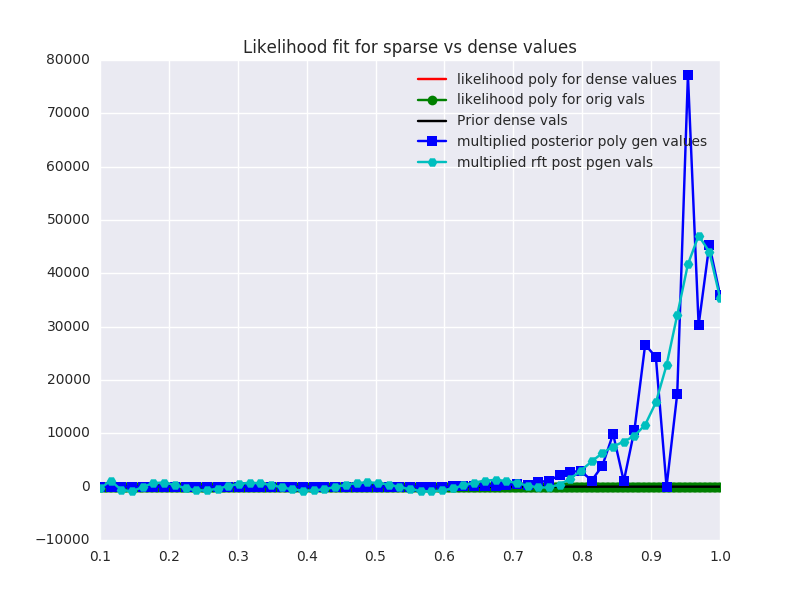 Likelihood fit for sparse vs dense values
80000
70000
60000
50000
40000
30000
20000
10000
0
−10000
likelihood poly for dense values
likelihood poly for orig vals
Prior dense vals
multiplied posterior poly gen values
multiplied rft post pgen vals
0.1 0.2 0.3 0.4 0.5 0.6 0.7 0.8 0.9 1.0